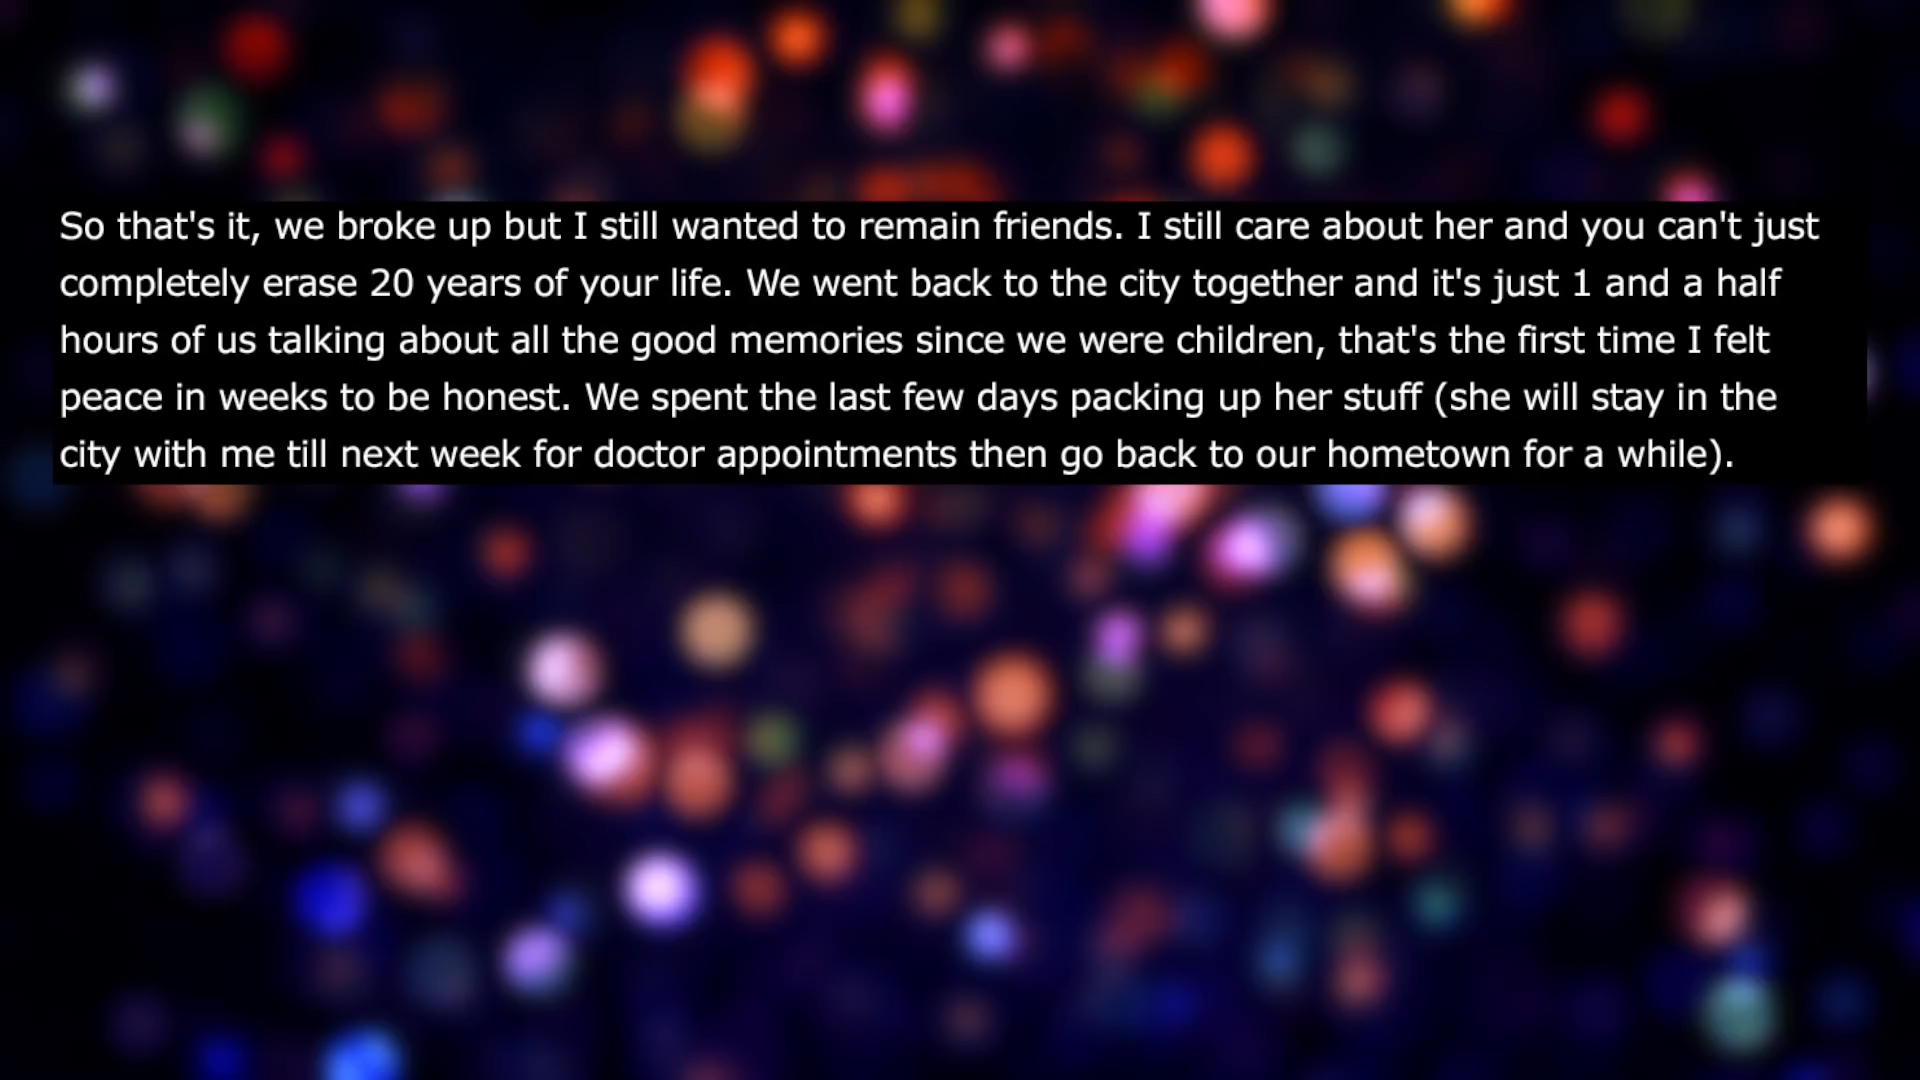 So that's it, we broke up but I still wanted to remain friends. I still care about her and you can't just
completely erase 20 years of your life. We went back to the city together and it's just 1 and a half
hours of us talking about all the good memories since we were children, that's the first time I felt
peace in weeks to be honest. We spent the last few days packing up her stuff (she will stay in the
city with me till next week for doctor appointments then go back to our hometown for a while).